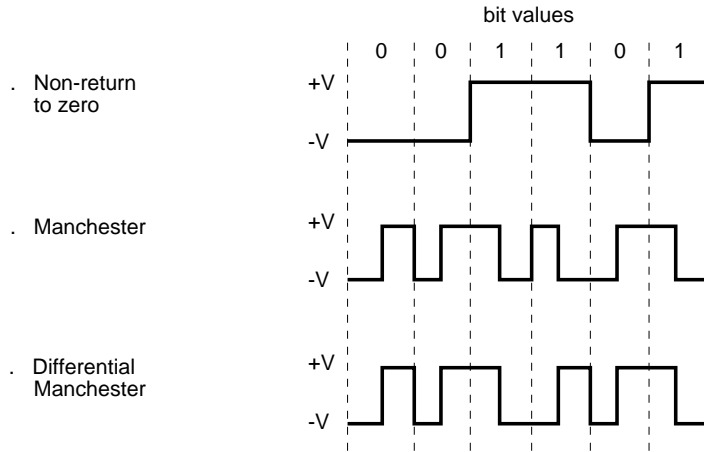 bit values
0 0 1 1 0 1
. Non-return
to zero
+V
-V
. Manchester
+V
-V
. Differential
Manchester
+V
-V